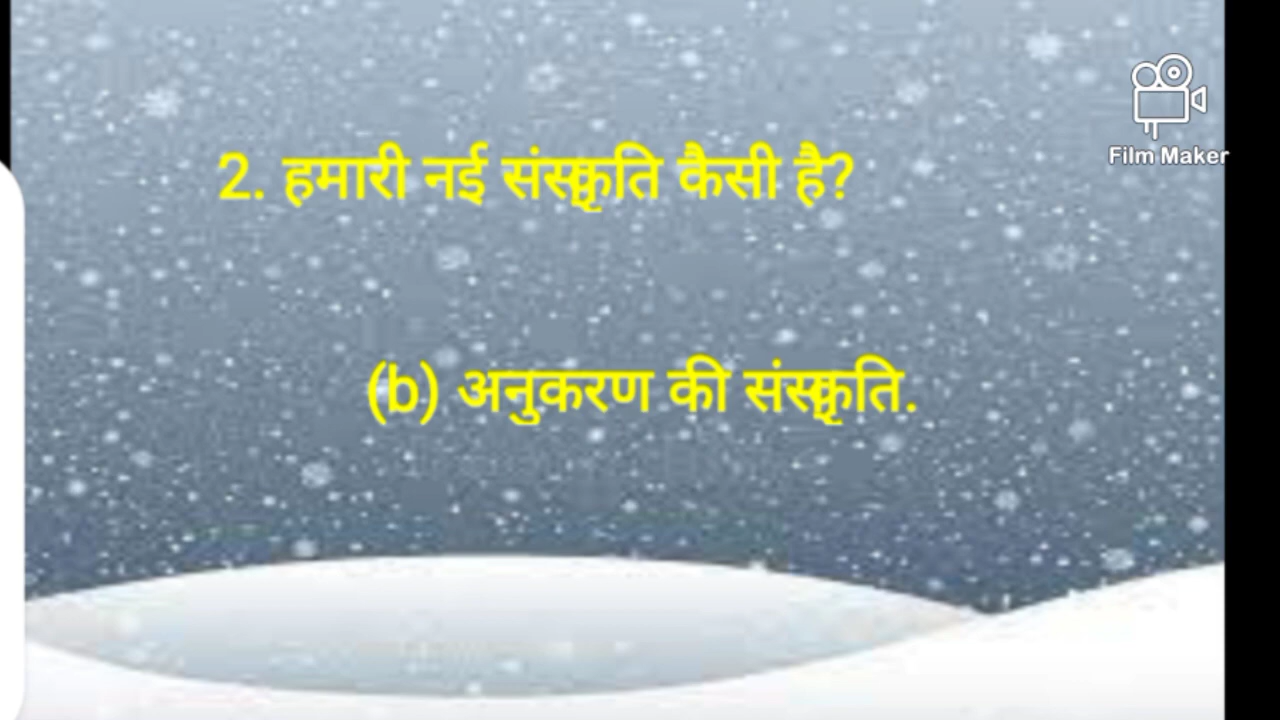 2. हमारी नई संस्कृति कैसी है?
(b) अनुकरण की संस्कृति.
Film Maker